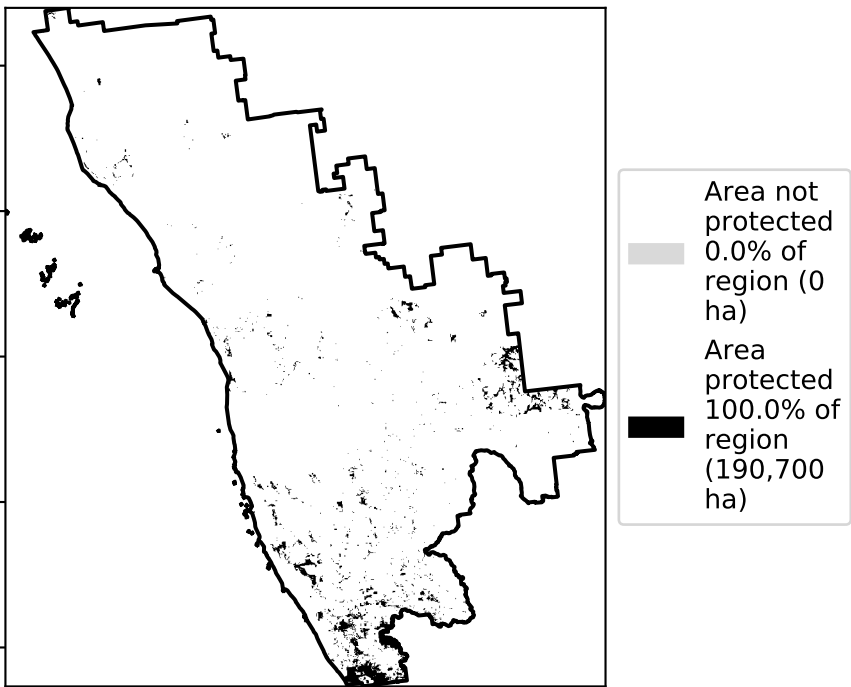 Area not
protected
0.0% of
region (0
ha)
Area
protected
100.0% of
region
(190,700
ha)